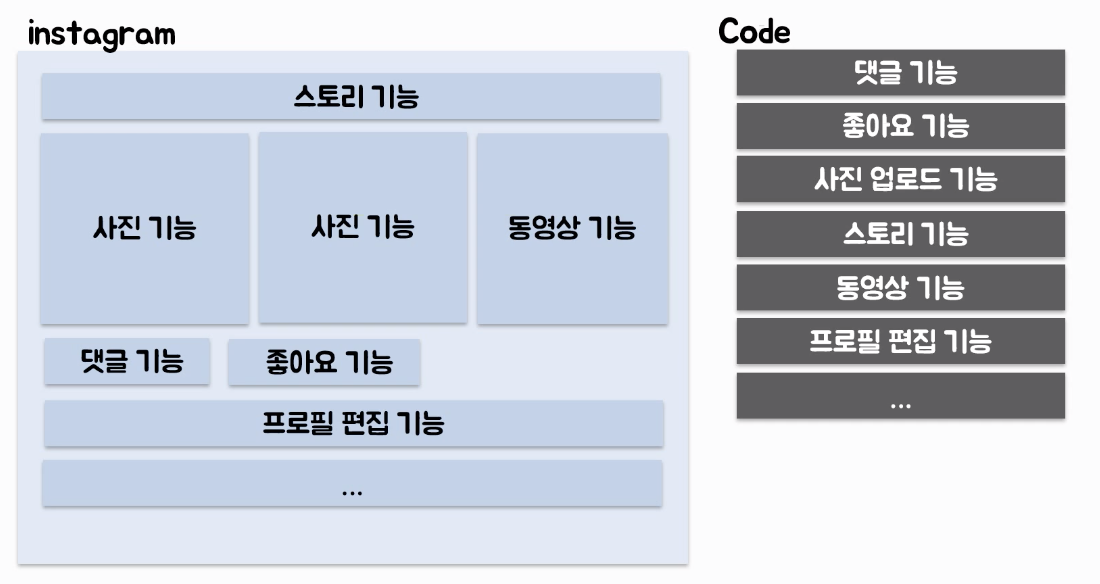 instagram
스토리 기능
사진 기능
사진 기능
동영상 기능
댓글 기능
좋아요 기능
프로필 편집 기능
...
Code
댓글 기능
좋아요 기능
사진 업로드 기능
스토리 기능
동영상 기능
프로필 편집 기능
...